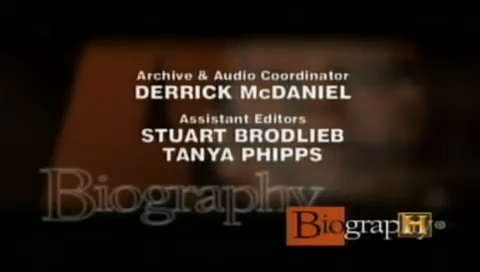 Archive & Audio Coordinator
DERRICK McDANIEL
Assistant Editors
STUART BRODLIEB
TANYA PHIPPS
Biography
Biography H ®